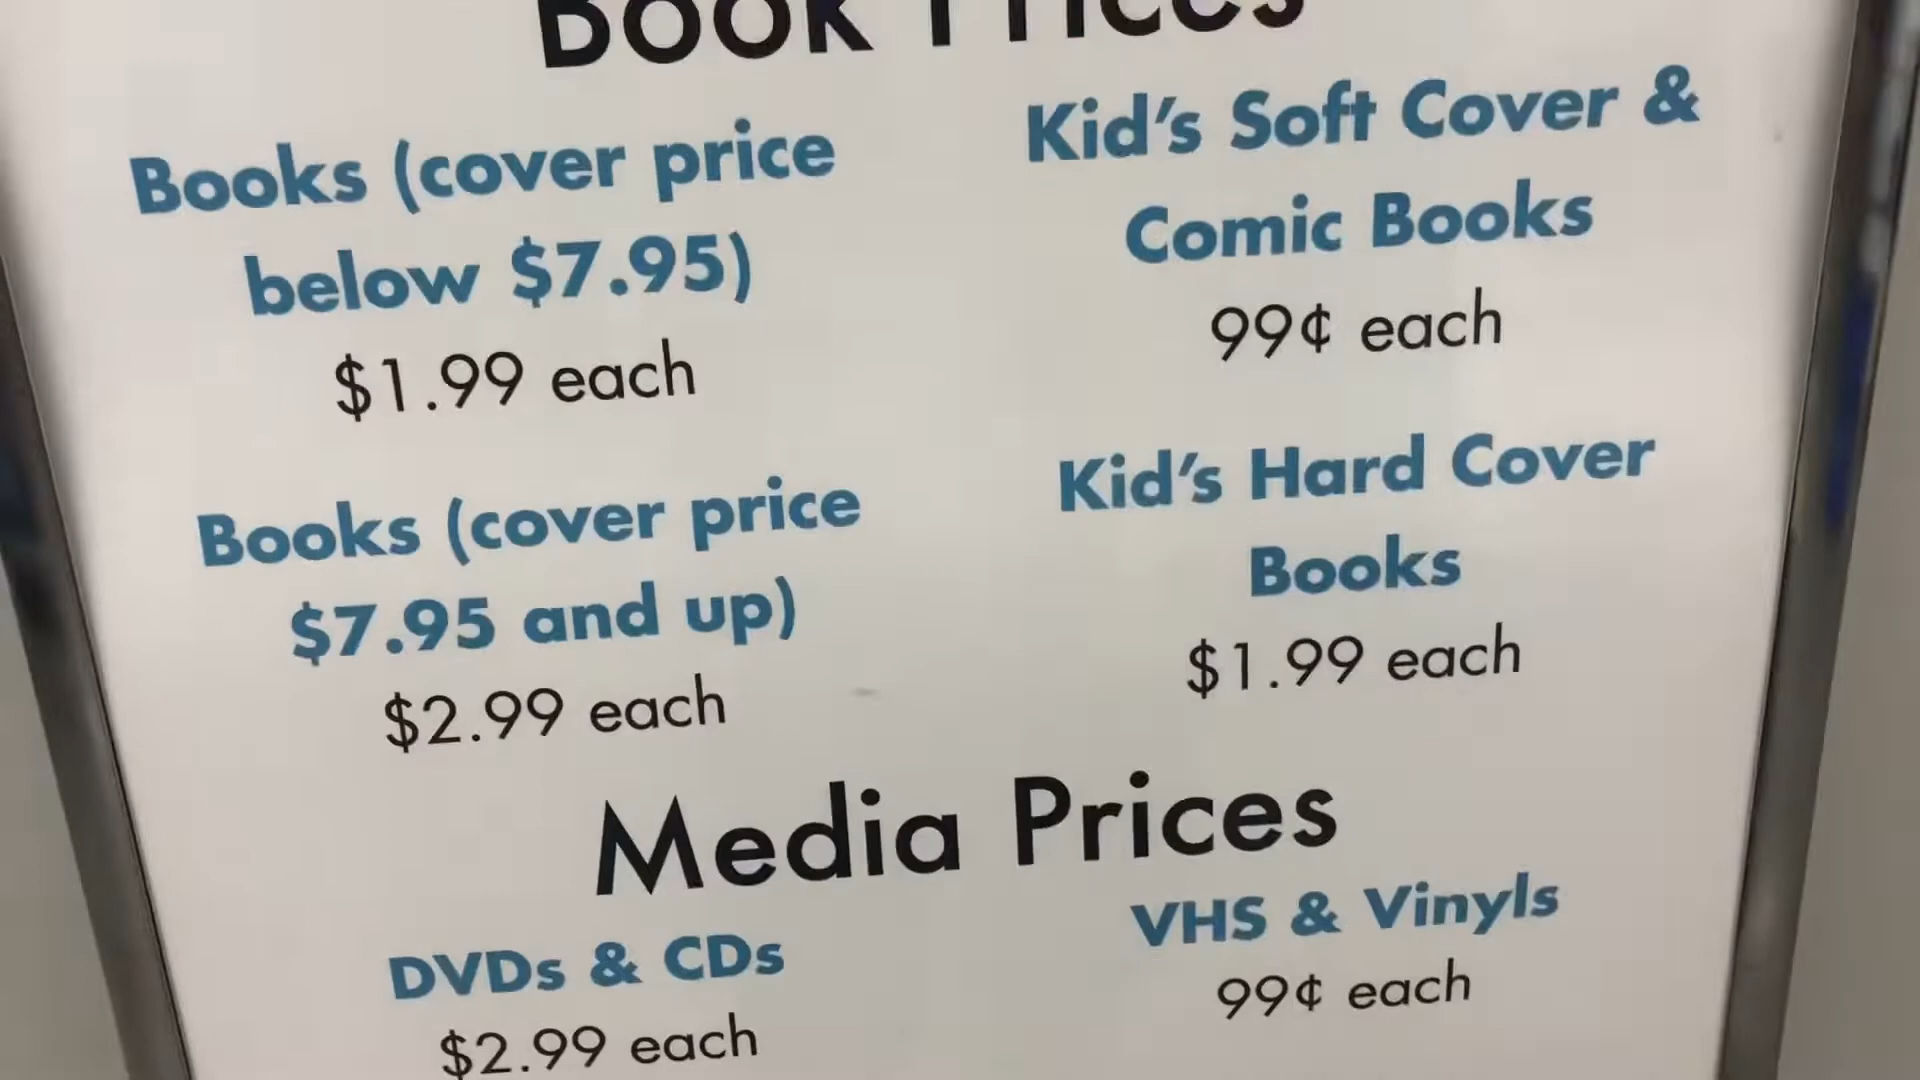 Book Prices
Books (cover price
below $7.95)
$1.99 each
Kid's Soft Cover &
Comic Books
99¢ each
Books (cover price
$7.95 and up)
$2.99 each
Kid's Hard Cover
Books
$1.99 each
Media Prices
DVDs & CDs
$2.99 each
VHS & Vinyls
99¢ each